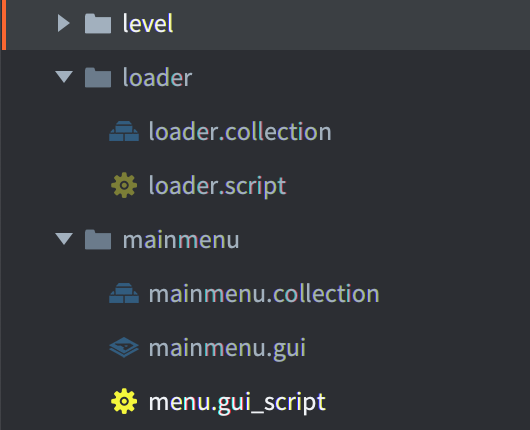 level
loader
loader.collection
loader.script
mainmenu
mainmenu.collection
mainmenu.gui
menu.gui_script